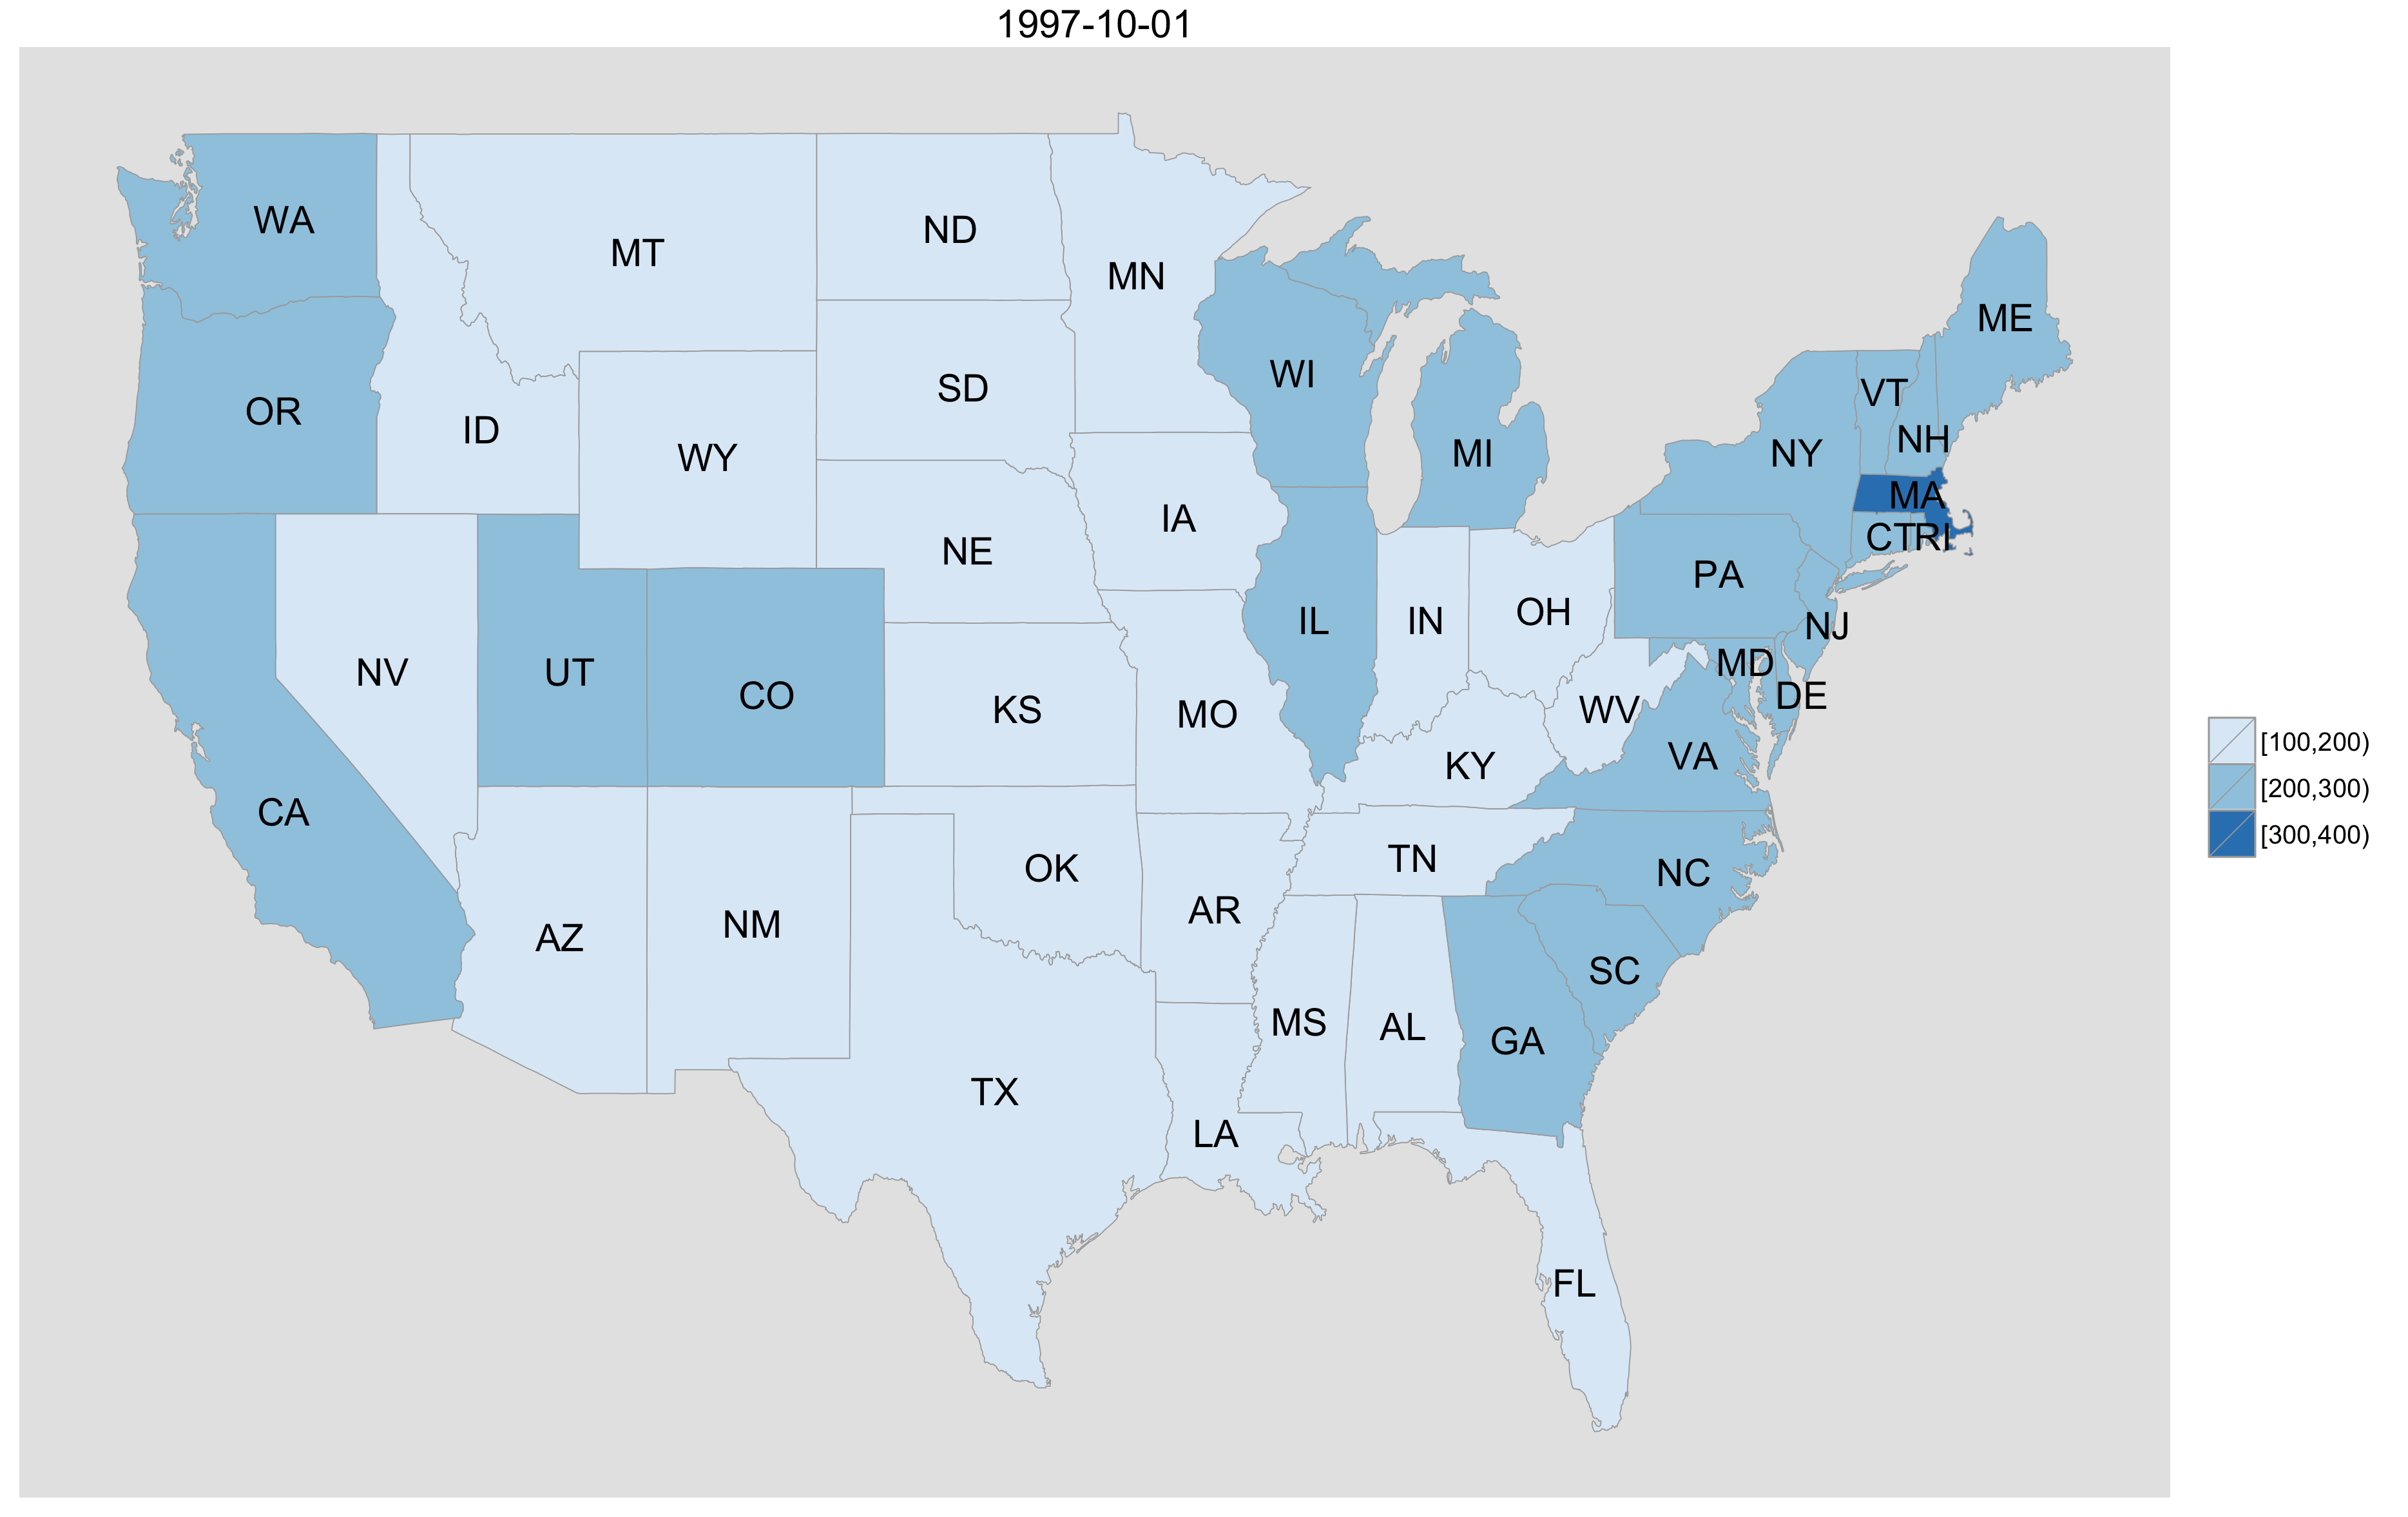 1997-10-01
WA
MT
ND
MN
ME
OR
ID
WY
SD
WI
MI
NY
VT
NH
MA
CT
RI
IA
NE
PA
NJ
NV
UT
CO
KS
MO
IL
IN
OH
WV
MD
DE
VA
KY
CA
AZ
NM
OK
AR
TN
NC
SC
TX
LA
MS
AL
GA
FL
[100,200)
[200,300)
[300,400)